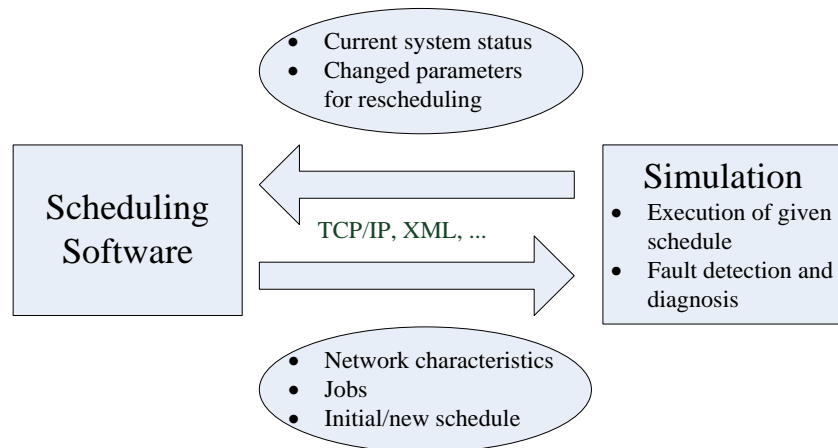 • Current system status
• Changed parameters
for rescheduling
Scheduling
Software
TCP/IP, XML, ...
Simulation
• Execution of given
schedule
• Fault detection and
diagnosis
• Network characteristics
• Jobs
• Initial/new schedule